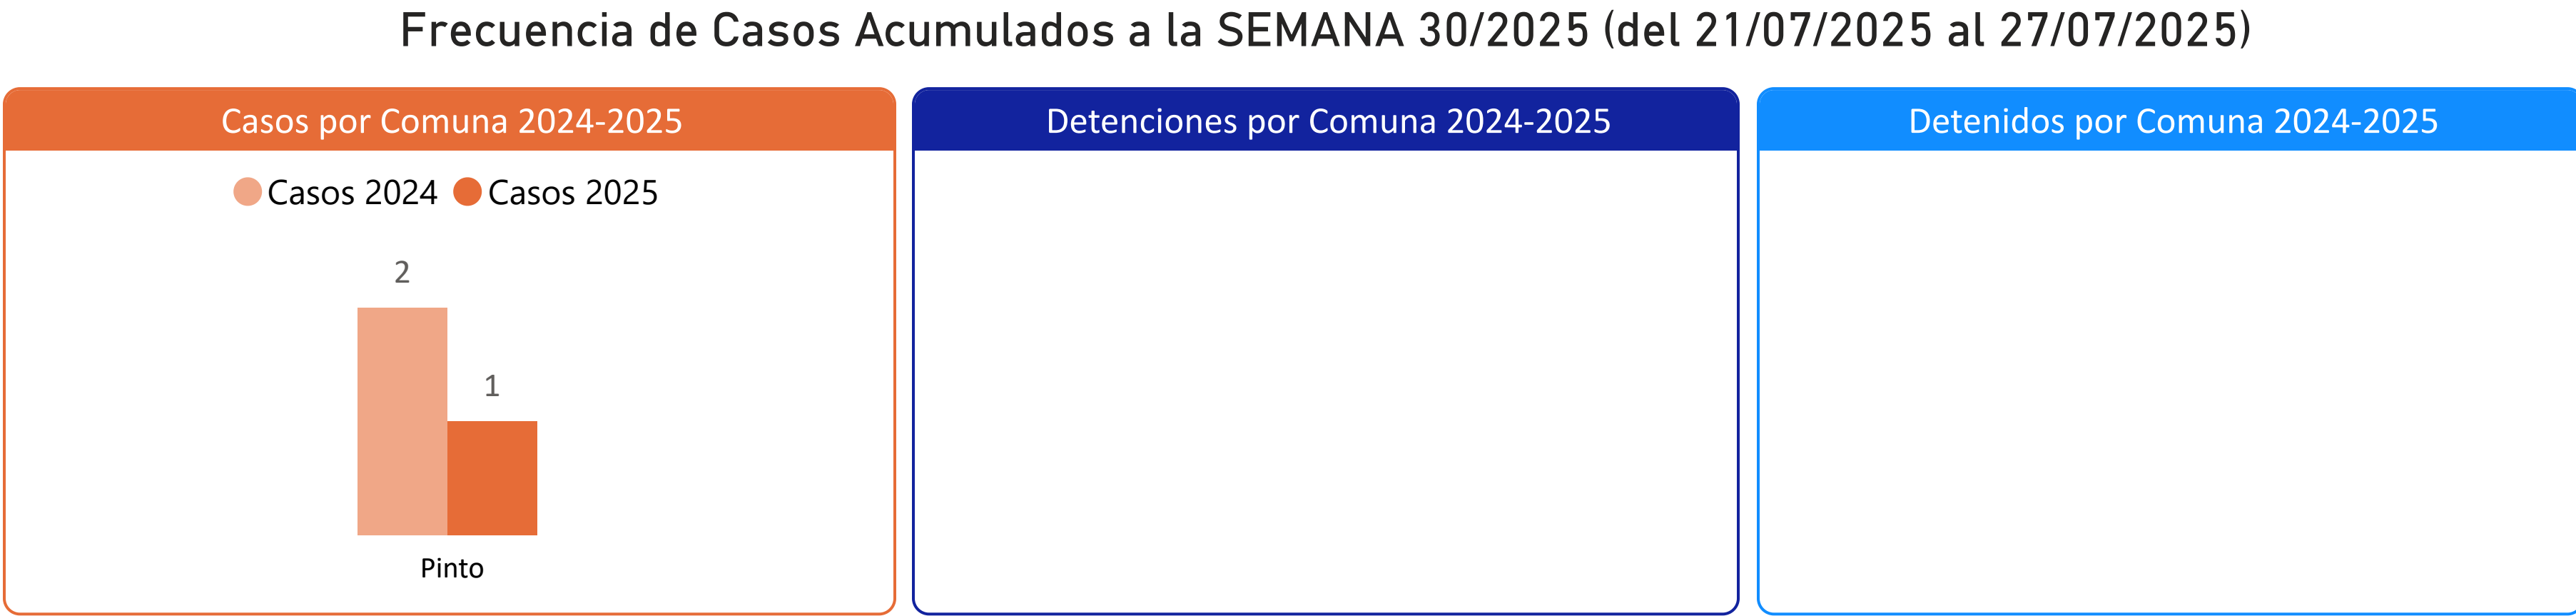 Frecuencia de Casos Acumulados a la SEMANA 30/2025 (del 21/07/2025 al 27/07/2025)
Casos por Comuna 2024-2025
Casos 2024 Casos 2025
2
1
Pinto
Detenciones por Comuna 2024-2025
Detenidos por Comuna 2024-2025